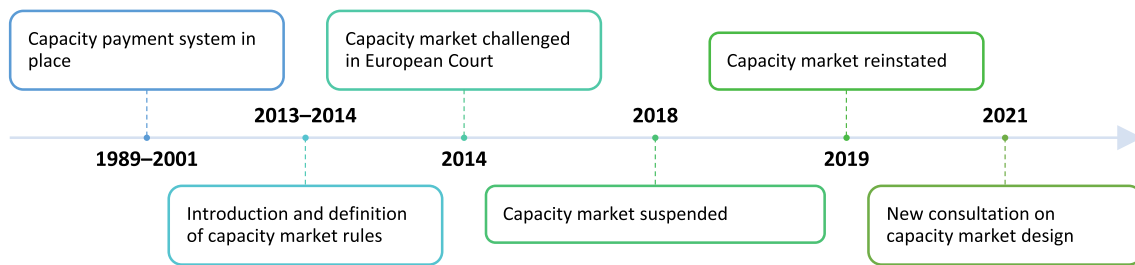 Capacity payment system in
place
1989–2001
2013–2014
Introduction and definition
of capacity market rules
Capacity market challenged
in European Court
2014
2018
Capacity market suspended
Capacity market reinstated
2019
2021
New consultation on
capacity market design